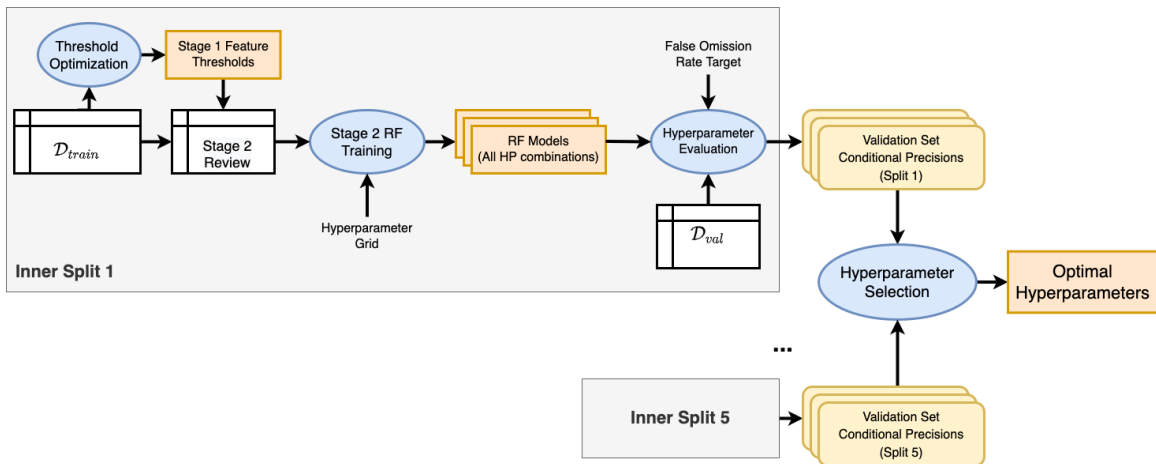 Threshold
Optimization
Stage 1 Feature
Thresholds
False Omission
Rate Target
𝒟train
Stage 2
Review
Stage 2 RF
Training
RF Models
(All HP combinations)
Hyperparameter
Evaluation
Validation Set
Conditional Precisions
(Split 1)
Hyperparameter
Grid
𝒟val
Inner Split 1
Hyperparameter
Selection
Optimal
Hyperparameters
...
Inner Split 5
Validation Set
Conditional Precisions
(Split 5)